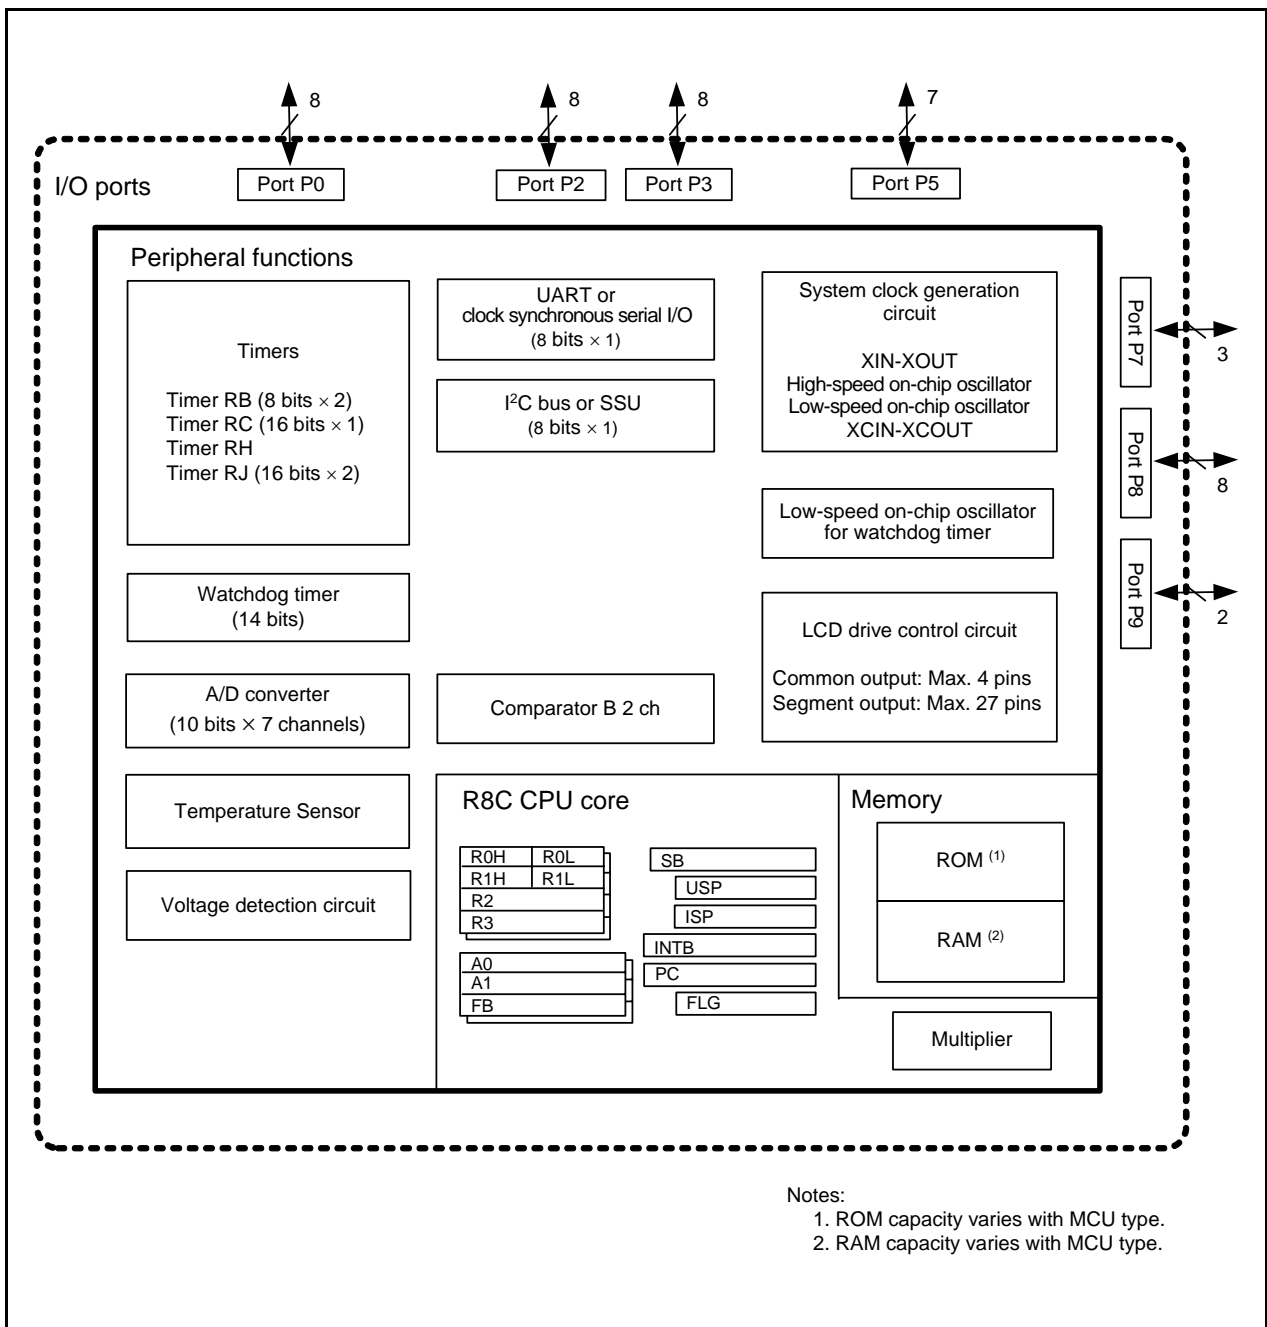 8
8
8
7
I/O ports
Port P0
Port P2
Port P3
Port P5
Peripheral functions
Timers
Timer RB (8 bits × 2)
Timer RC (16 bits × 1)
Timer RH
Timer RJ (16 bits × 2)
UART or
clock synchronous serial I/O
(8 bits × 1)
I²C bus or SSU
(8 bits × 1)
System clock generation
circuit
XIN-XOUT
High-speed on-chip oscillator
Low-speed on-chip oscillator
XCIN-XCOUT
Port P7
3
Port P8
8
Port P9
2
Low-speed on-chip oscillator
for watchdog timer
Watchdog timer
(14 bits)
LCD drive control circuit
Common output: Max. 4 pins
Segment output: Max. 27 pins
A/D converter
(10 bits × 7 channels)
Comparator B 2 ch
Temperature Sensor
Voltage detection circuit
R8C CPU core
R0H R0L
R1H R1L
R2
R3
A0
A1
FB
SB
USP
ISP
INTB
PC
FLG
Memory
ROM (1)
RAM (2)
Multiplier
Notes:
1. ROM capacity varies with MCU type.
2. RAM capacity varies with MCU type.